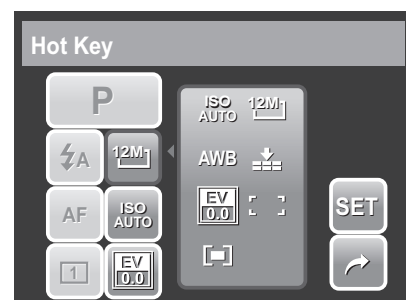 Hot Key
P
ISO AUTO 12M
A 12M AWB
AF ISO AUTO EV 0.0 SET
1 EV 0.0